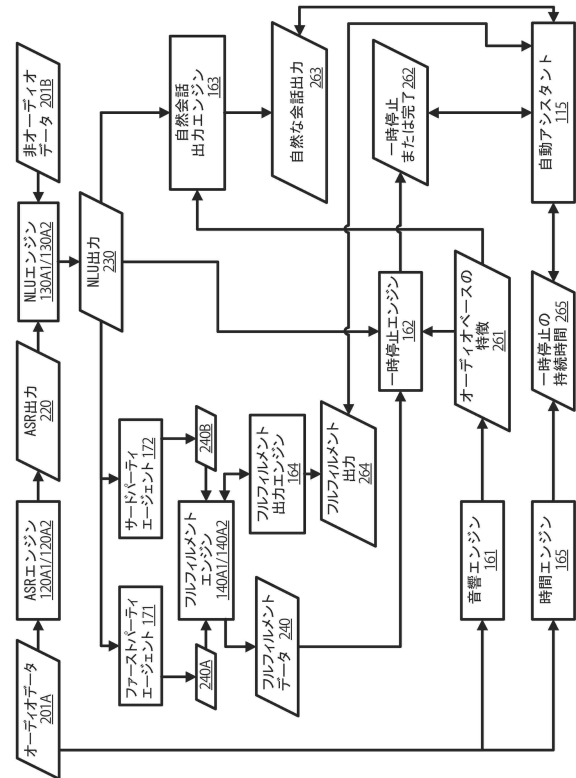 オーディオデータ
201A
ASRエンジン
120A1/120A2
ASR出力
220
NLUエンジン
130A1/130A2
非オーディオ
データ 201B
NLU出力
230
ファーストパーティ
エージェント 171
サードパーティ
エージェント 172
自然会話
出力エンジン
163
240A
240B
フルフィルメント
エンジン
140A1/140A2
自然な会話出力
263
フルフィルメント
データ
240
フルフィルメント
出力エンジン 164
フルフィルメント
出力
264
一時停止エンジン
162
一時停止
または完了 262
音響エンジン
161
オーディオベースの
特徴
261
時間エンジン
165
一時停止の
持続時間 265
自動アシスタント
115